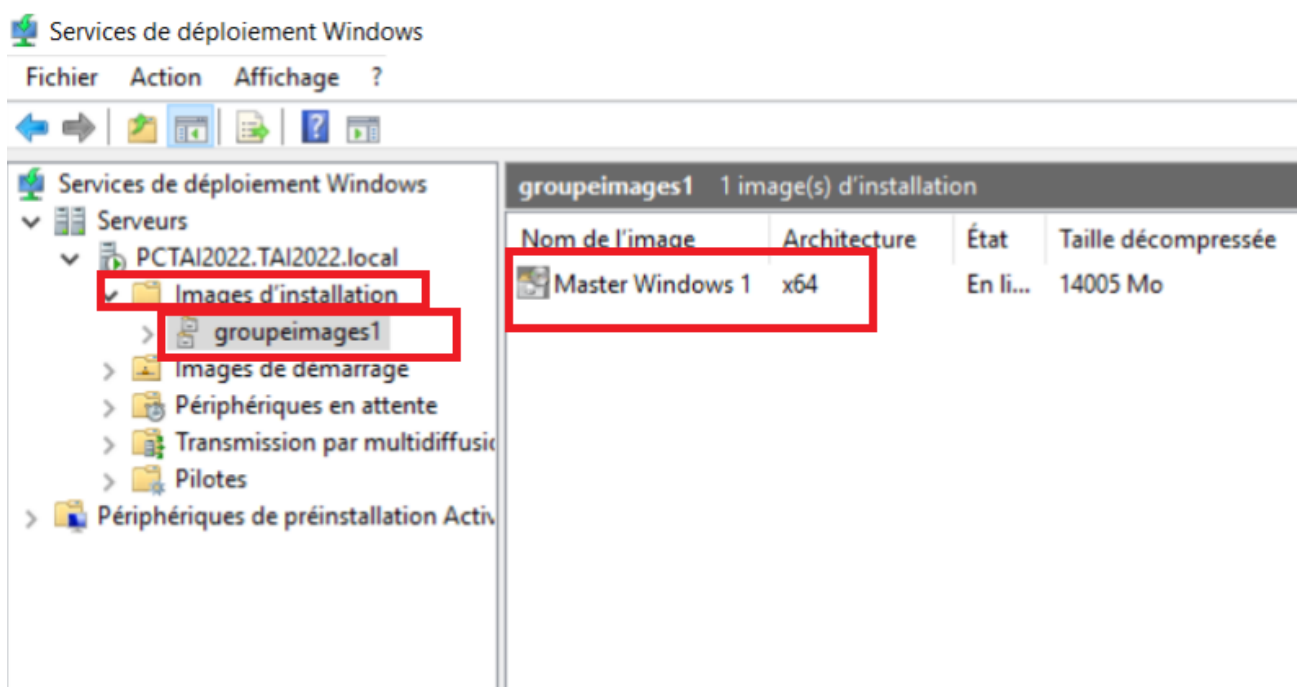 Services de déploiement Windows
Fichier Action Affichage ?
Services de déploiement Windows
Serveurs
PCTAI2022.TAI2022.local
Images d'installation
groupeimages1
Images de démarrage
Périphériques en attente
Transmission par multidiffusio
Pilotes
Périphériques de préinstallation Activ
groupeimages1 1 image(s) d'installation
Nom de l'image Architecture État Taille décompressée
Master Windows 1 x64 En li... 14005 Mo